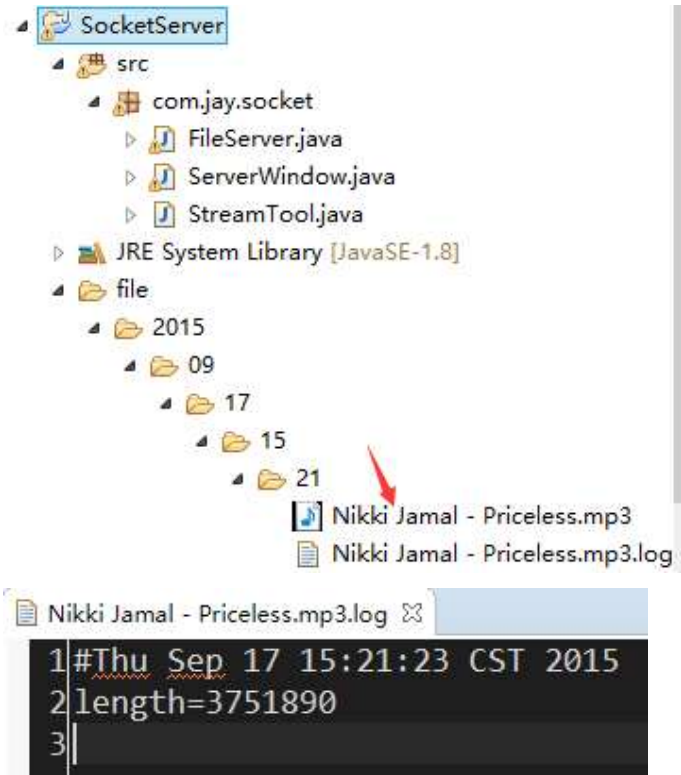 SocketServer
src
com.jay.socket
FileServer.java
ServerWindow.java
StreamTool.java
JRE System Library [JavaSE-1.8]
file
2015
09
17
15
21
Nikki Jamal - Priceless.mp3
Nikki Jamal - Priceless.mp3.log
Nikki Jamal - Priceless.mp3.log
1 #Thu Sep 17 15:21:23 CST 2015
2 length=3751890
3